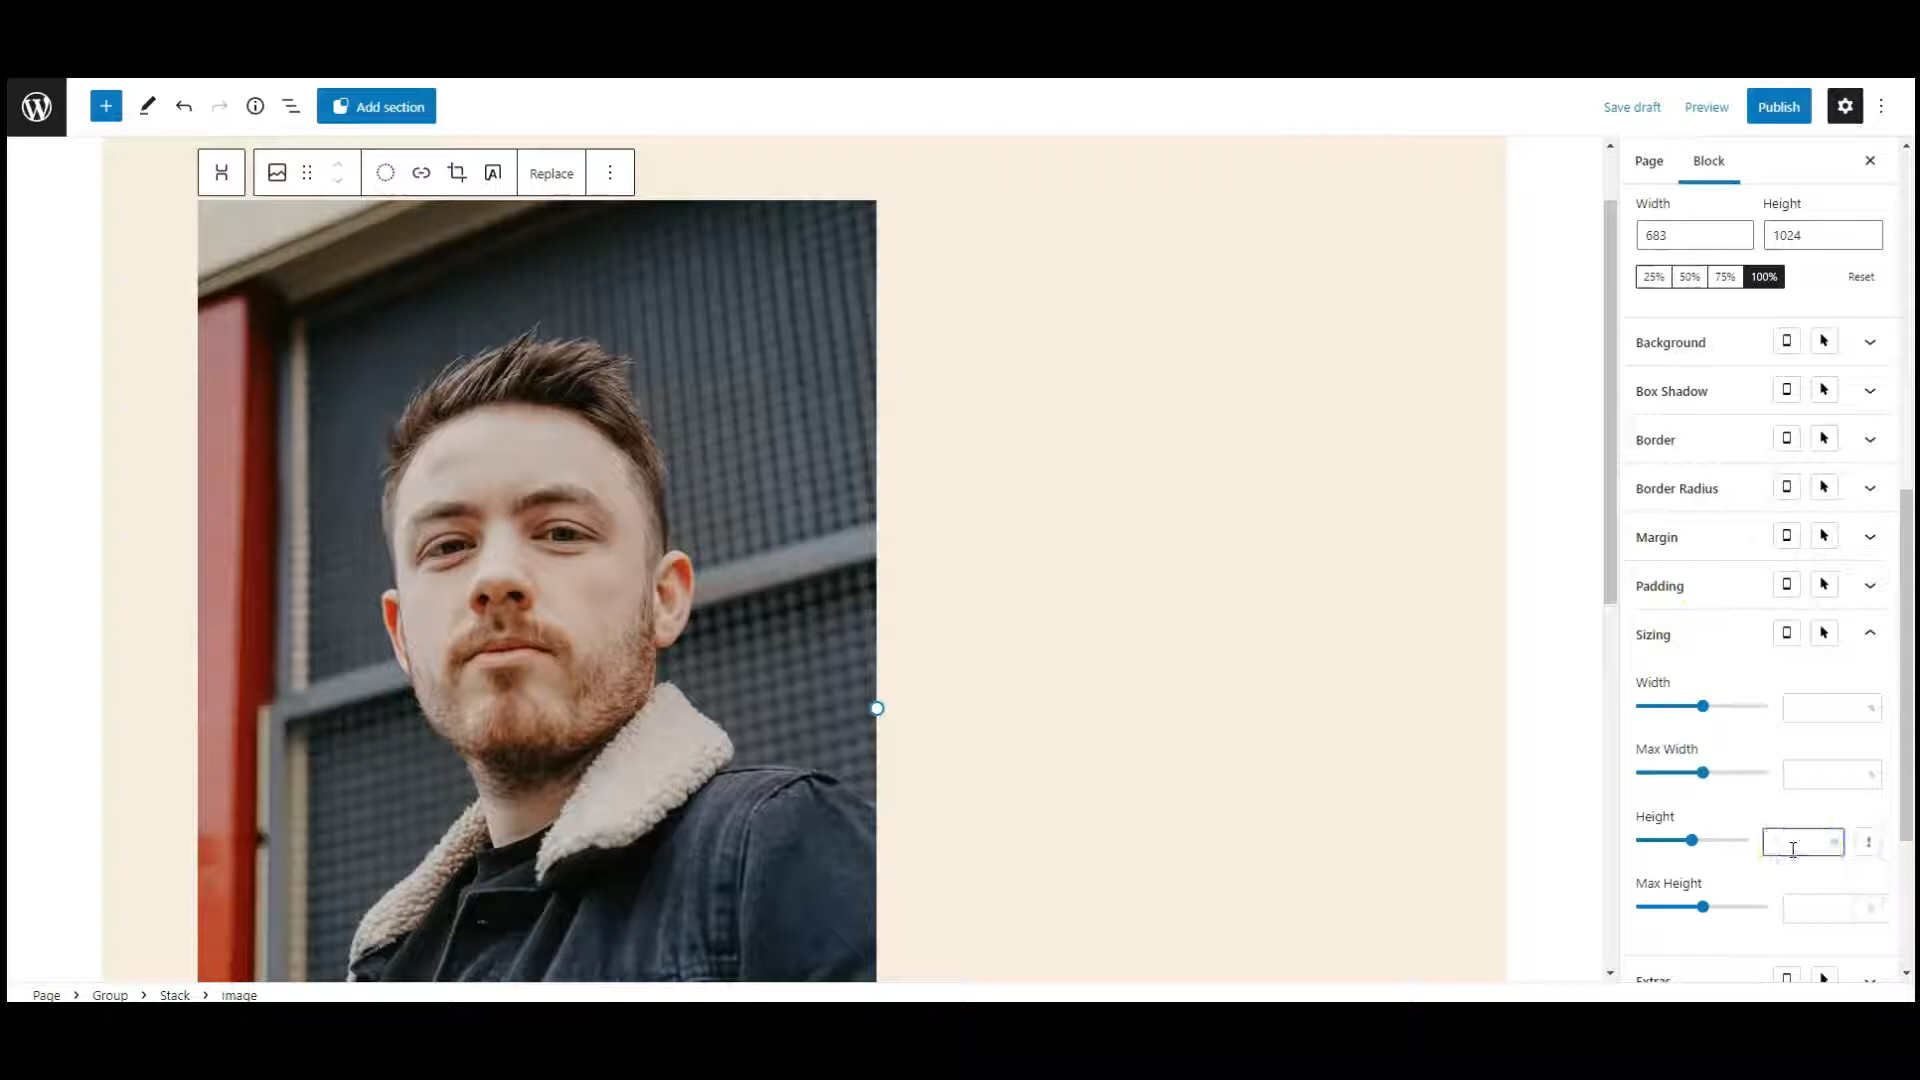 Add section
Save draft
Preview
Publish
Replace
Page
Block
Width
Height
683
1024
25%
50%
75%
100%
Reset
Background
Box Shadow
Border
Border Radius
Margin
Padding
Sizing
Width
Max Width
Height
Max Height
Extras
Page > Group > Stack > Image